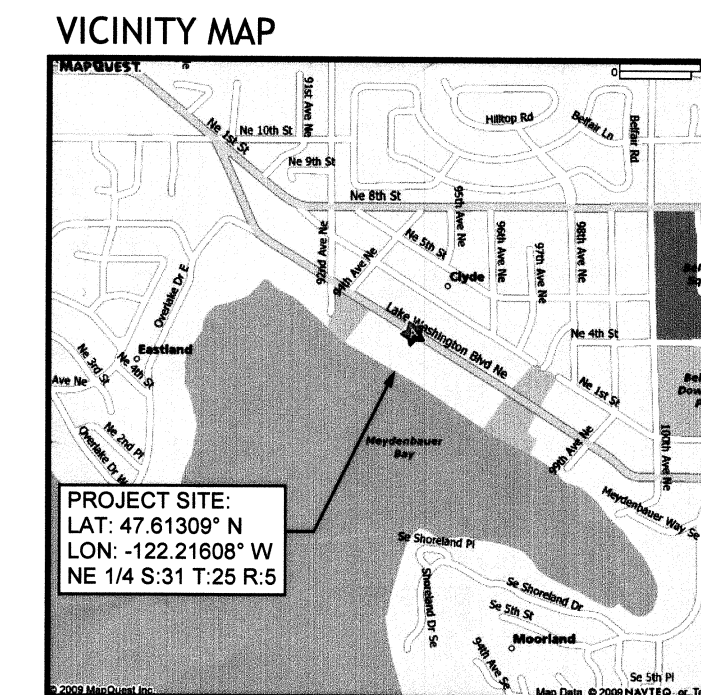 VICINITY MAP
MAPQUEST.
0
91st Ave Ne
Hilltop Rd
Belfair Ln
Belfair Rd
Ne 1st St
Ne 10th St
Ne 9th St
Ne 8th St
95th Ave Ne
96th Ave Ne
97th Ave Ne
98th Ave Ne
92nd Ave Ne
94th Ave Ne
Ne 5th St
Clyde
Overlake Dr E
Lake Washington Blvd Ne
Ne 4th St
Eastland
Ne 3rd St
Ne 4th St
Ave Ne
Ne 1st St
Ne 2nd Pl
Overlake Dr W
Meydenbauer
Bay
99th Ave Ne
100th Ave Ne
Meydenbauer Way Se
PROJECT SITE:
LAT: 47.61309° N
LON: -122.21608° W
NE 1/4 S:31 T:25 R:5
Se Shoreland Pl
Shoreland Dr Se
Se Shoreland Dr
Se 5th St
Moorland
94th Ave Se
Se 5th Pl
© 2009 MapQuest Inc.
Map Data © 2009 NAVTEQ or T